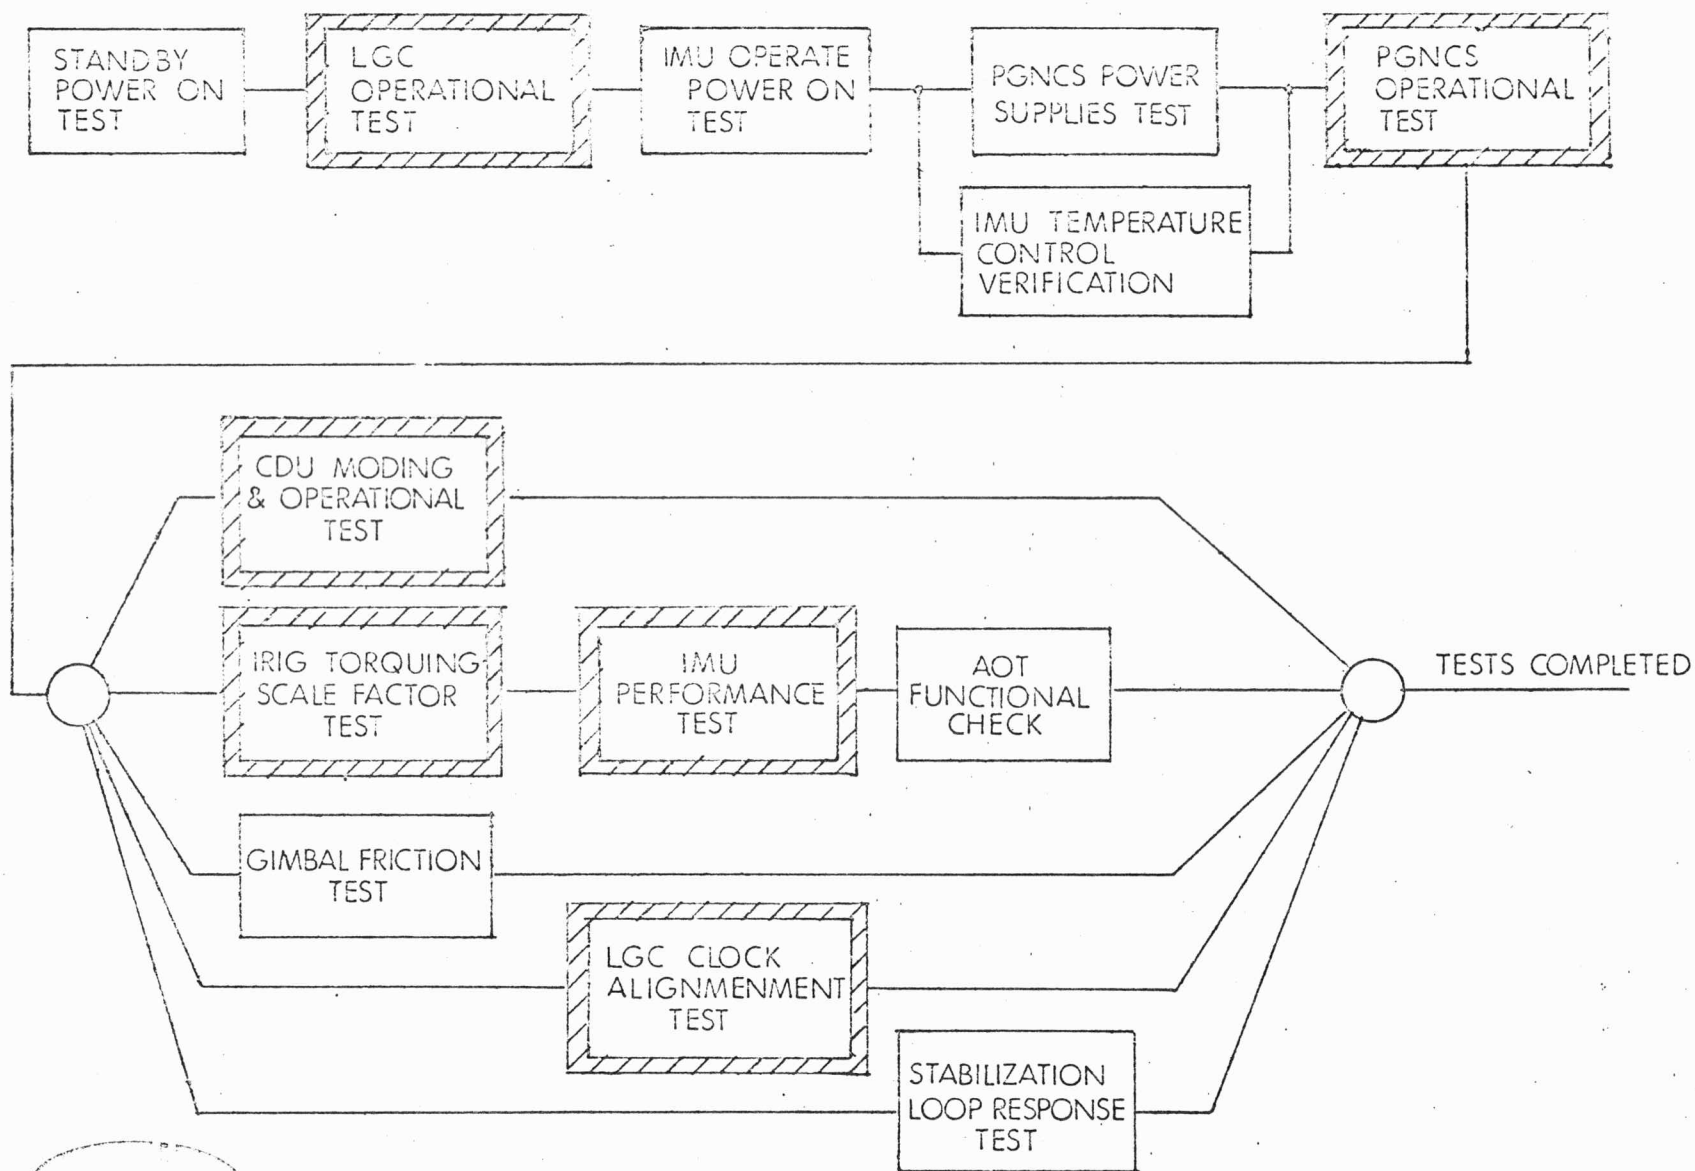 STANDBY
POWER ON
TEST
LGC
OPERATIONAL
TEST
IMU OPERATE
POWER ON
TEST
PGNCS POWER
SUPPLIES TEST
PGNCS
OPERATIONAL
TEST
IMU TEMPERATURE
CONTROL
VERIFICATION
CDU MODING
& OPERATIONAL
TEST
IRIG TORQUING
SCALE FACTOR
TEST
IMU
PERFORMANCE
TEST
AOT
FUNCTIONAL
CHECK
TESTS COMPLETED
GIMBAL FRICTION
TEST
LGC CLOCK
ALIGNMENMENT
TEST
STABILIZATION
LOOP RESPONSE
TEST